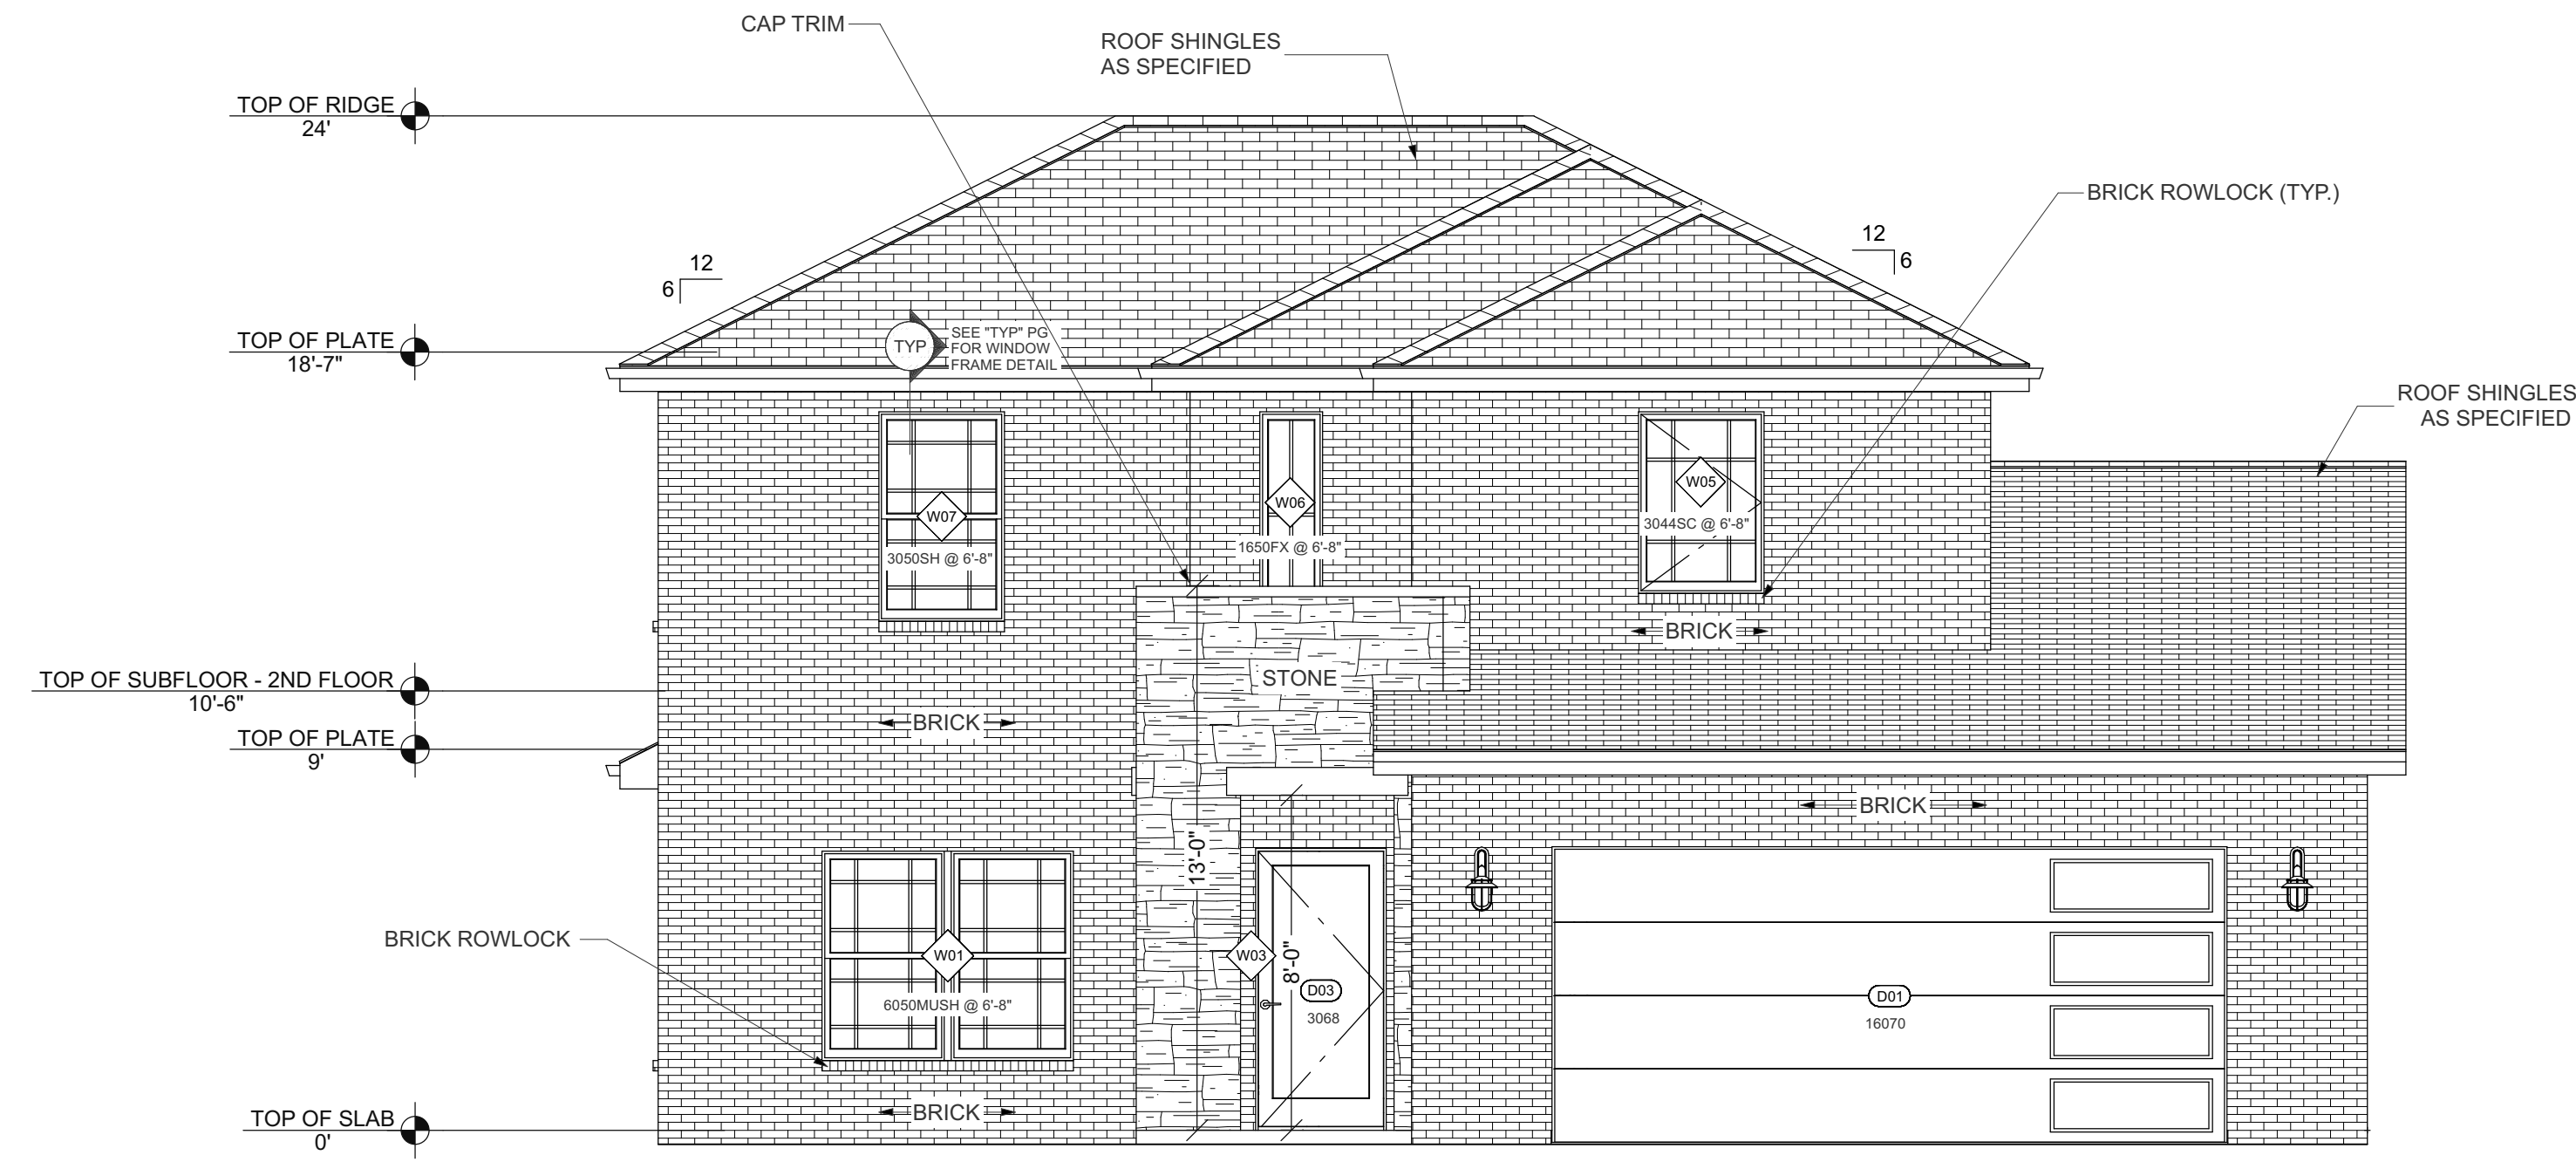 CAP TRIM
ROOF SHINGLES
AS SPECIFIED
TOP OF RIDGE
24'
BRICK ROWLOCK (TYP.)
12
6
12
6
TOP OF PLATE
18'-7"
TYP
SEE "TYP" PG
FOR WINDOW
FRAME DETAIL
ROOF SHINGLES
AS SPECIFIED
W07
3050SH @ 6'-8"
W06
1650FX @ 6'-8"
W05
3044SC @ 6'-8"
BRICK
STONE
TOP OF SUBFLOOR - 2ND FLOOR
10'-6"
BRICK
TOP OF PLATE
9'
BRICK
13'-0"
8'-0"
BRICK ROWLOCK
W01
6050MUSH @ 6'-8"
W03
D03
3068
D01
16070
BRICK
TOP OF SLAB
0'